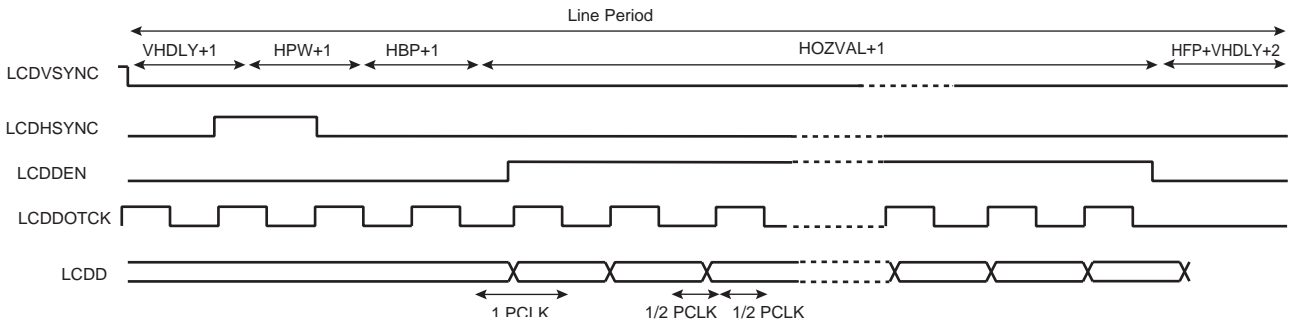 Line Period
VHDLY+1 HPW+1 HBP+1 HOZVAL+1 HFP+VHDLY+2
LCDVSYNC
LCDHSYNC
LCDDEN
LCDDOTCK
LCDD
1 PCLK 1/2 PCLK 1/2 PCLK